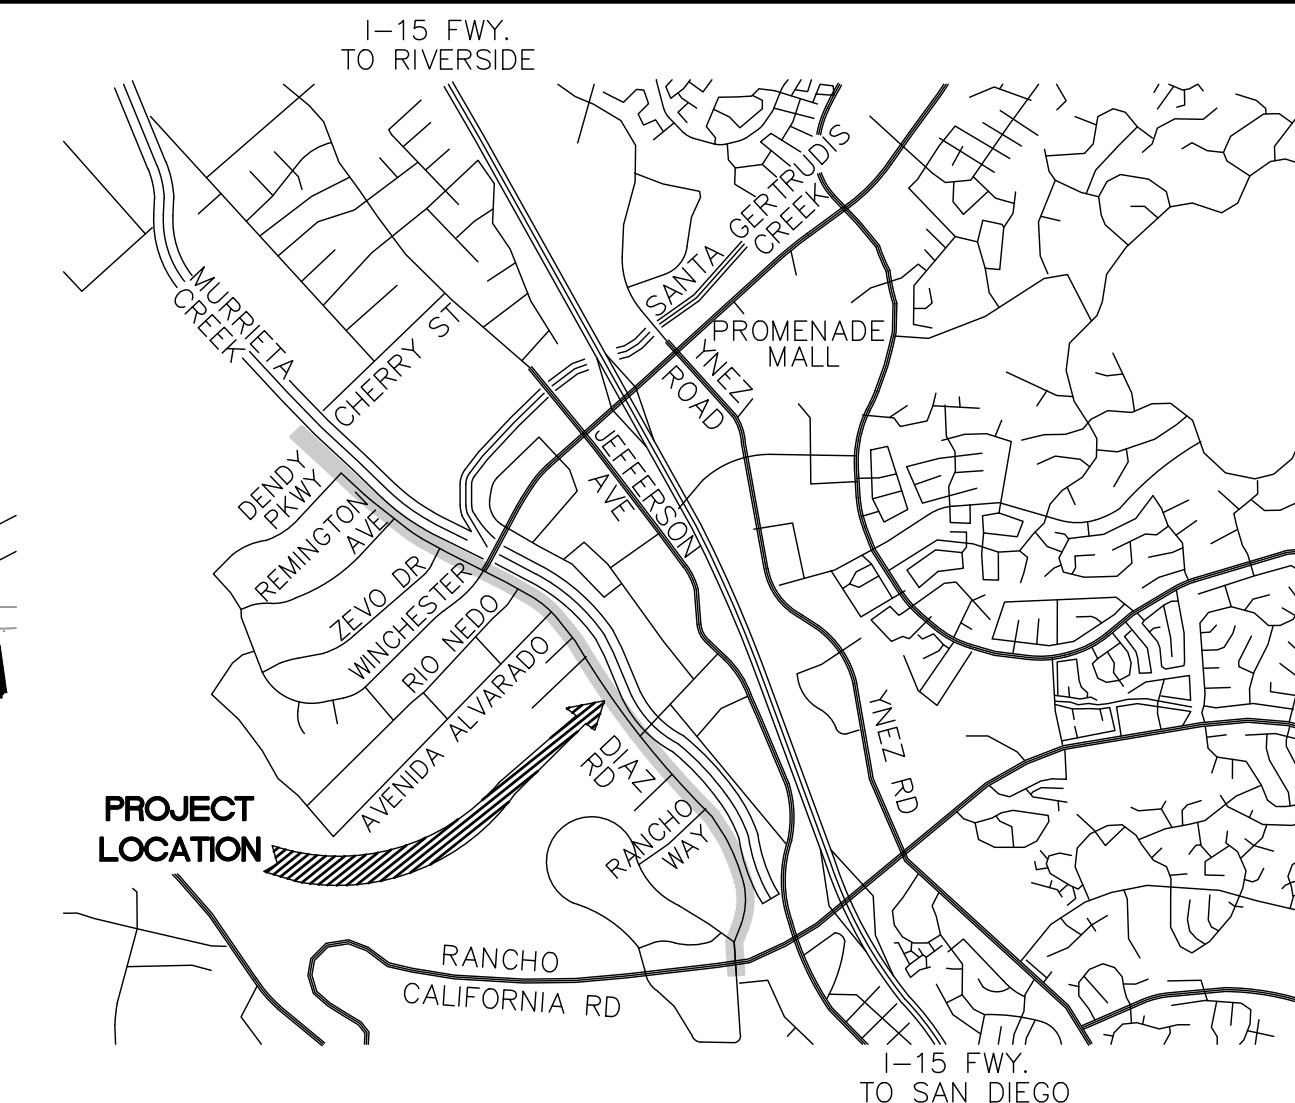 I-15 FWY.
TO RIVERSIDE
SANTA GERTRUDIS
CREEK
MURRIETA
CREEK
CHERRY ST
PROMENADE
MALL
YNEZ
ROAD
JEFFERSON
AVE
DENDY
PKWY
REMINGTON
AVE
ZEVO DR
WINCHESTER
RIO NEDO
AVENIDA ALVARADO
DIAZ
RD
YNEZ RD
RANCHO
WAY
PROJECT
LOCATION
RANCHO
CALIFORNIA RD
I-15 FWY.
TO SAN DIEGO